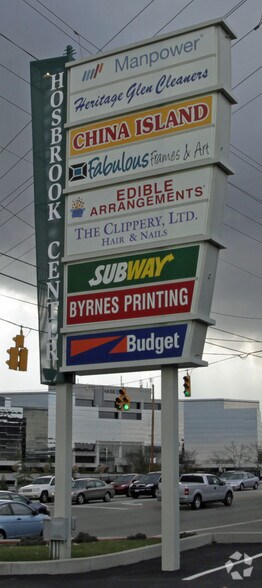 HOSBROOK CENTER
Manpower®
Heritage Glen Cleaners
CHINA ISLAND
Fabulous Frames & Art
EDIBLE
ARRANGEMENTS®
THE CLIPPERY, LTD.
HAIR & NAILS
SUBWAY
BYRNES PRINTING
Budget